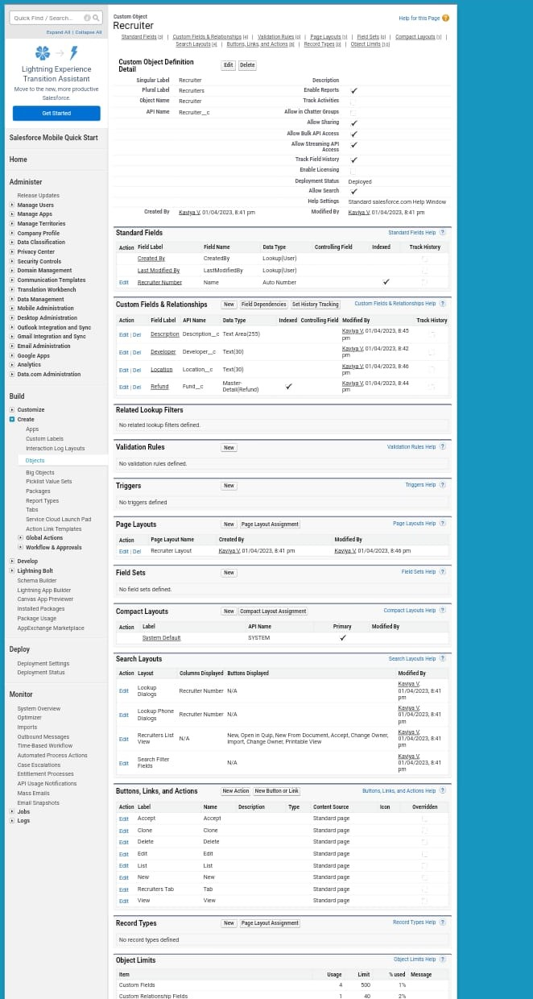 Quick Find / Search...
Expand All | Collapse All
Lightning Experience
Transition Assistant
Move to the new, more productive
Salesforce.
Get Started
Salesforce Mobile Quick Start
Home
Administer
Release Updates
Manage Users
Manage Apps
Manage Territories
Company Profile
Data Classification
Privacy Center
Security Controls
Domain Management
Communication Templates
Translation Workbench
Data Management
Mobile Administration
Desktop Administration
Outlook Integration and Sync
Gmail Integration and Sync
Email Administration
Google Apps
Analytics
Data.com Administration
Build
Customize
Create
Apps
Custom Labels
Interaction Log Layouts
Objects
Big Objects
Picklist Value Sets
Packages
Report Types
Tabs
Service Cloud Launch Pad
Action Link Templates
Global Actions
Workflow & Approvals
Develop
Lightning Bolt
Schema Builder
Lightning App Builder
Canvas App Previewer
Installed Packages
Package Usage
AppExchange Marketplace
Deploy
Deployment Settings
Deployment Status
Monitor
System Overview
Optimizer
Imports
Outbound Messages
Time-Based Workflow
Automated Process Actions
Case Escalations
Entitlement Processes
API Usage Notifications
Mass Emails
Email Snapshots
Jobs
Logs
Custom Object
Recruiter
Help for this Page
Standard Fields [3] | Custom Fields & Relationships [4] | Validation Rules [0] | Page Layouts [1] | Field Sets [0] | Compact Layouts [1] |
Search Layouts [4] | Buttons, Links, and Actions [8] | Record Types [0] | Object Limits [10]
Custom Object Definition
Detail
Edit Delete
Singular Label Recruiter Description
Plural Label Recruiters Enable Reports
Object Name Recruiter Track Activities
API Name Recruiter__c Allow in Chatter Groups
Allow Sharing
Allow Bulk API Access
Allow Streaming API
Access
Track Field History
Enable Licensing
Deployment Status Deployed
Allow Search
Help Settings Standard salesforce.com Help Window
Created By Kaviya V, 01/04/2023, 8:41 pm Modified By Kaviya V, 01/04/2023, 8:41 pm
Standard Fields Standard Fields Help ?
Action Field Label Field Name Data Type Controlling Field Indexed Track History
Created By CreatedBy Lookup(User)
Last Modified By LastModifiedBy Lookup(User)
Edit Recruiter Number Name Auto Number
Custom Fields & Relationships New Field Dependencies Set History Tracking Custom Fields & Relationships Help ?
Action Field Label API Name Data Type Indexed Controlling Field Modified By Track History
Edit | Del Description Description__c Text Area(255) Kaviya V, 01/04/2023, 8:45
pm
Edit | Del Developer Developer__c Text(30) Kaviya V, 01/04/2023, 8:42
pm
Edit | Del Location Location__c Text(30) Kaviya V, 01/04/2023, 8:46
pm
Edit | Del Refund Fund__c Master-
Detail(Refund) Kaviya V, 01/04/2023, 8:44
pm
Related Lookup Filters
No related lookup filters defined.
Validation Rules New Validation Rules Help ?
No validation rules defined.
Triggers New Triggers Help ?
No triggers defined
Page Layouts New Page Layout Assignment Page Layouts Help ?
Action Page Layout Name Created By Modified By
Edit | Del Recruiter Layout Kaviya V, 01/04/2023, 8:41 pm Kaviya V, 01/04/2023, 8:46 pm
Field Sets New Field Sets Help ?
No field sets defined.
Compact Layouts New Compact Layout Assignment Compact Layouts Help ?
Action Label API Name Primary Modified By
System Default SYSTEM
Search Layouts Search Layouts Help ?
Action Layout Columns Displayed Buttons Displayed Modified By
Edit Lookup
Dialogs Recruiter Number N/A Kaviya V,
01/04/2023, 8:41
pm
Edit Lookup Phone
Dialogs Recruiter Number N/A Kaviya V,
01/04/2023, 8:41
pm
Edit Recruiters List
View N/A New, Open in Quip, New From Document, Accept, Change Owner,
Import, Change Owner, Printable View Kaviya V,
01/04/2023, 8:41
pm
Edit Search Filter
Fields N/A Kaviya V,
01/04/2023, 8:41
pm
Buttons, Links, and Actions New Action New Button or Link Buttons, Links, and Actions Help ?
Action Label Name Description Type Content Source Icon Overridden
Edit Accept Accept Standard page
Edit Clone Clone Standard page
Edit Delete Delete Standard page
Edit Edit Edit Standard page
Edit List List Standard page
Edit New New Standard page
Edit Recruiters Tab Tab Standard page
Edit View View Standard page
Record Types New Page Layout Assignment Record Types Help ?
No record types defined
Object Limits Object Limits Help ?
Item Usage Limit % used Message
Custom Fields 4 500 1%
Custom Relationship Fields 1 40 2%